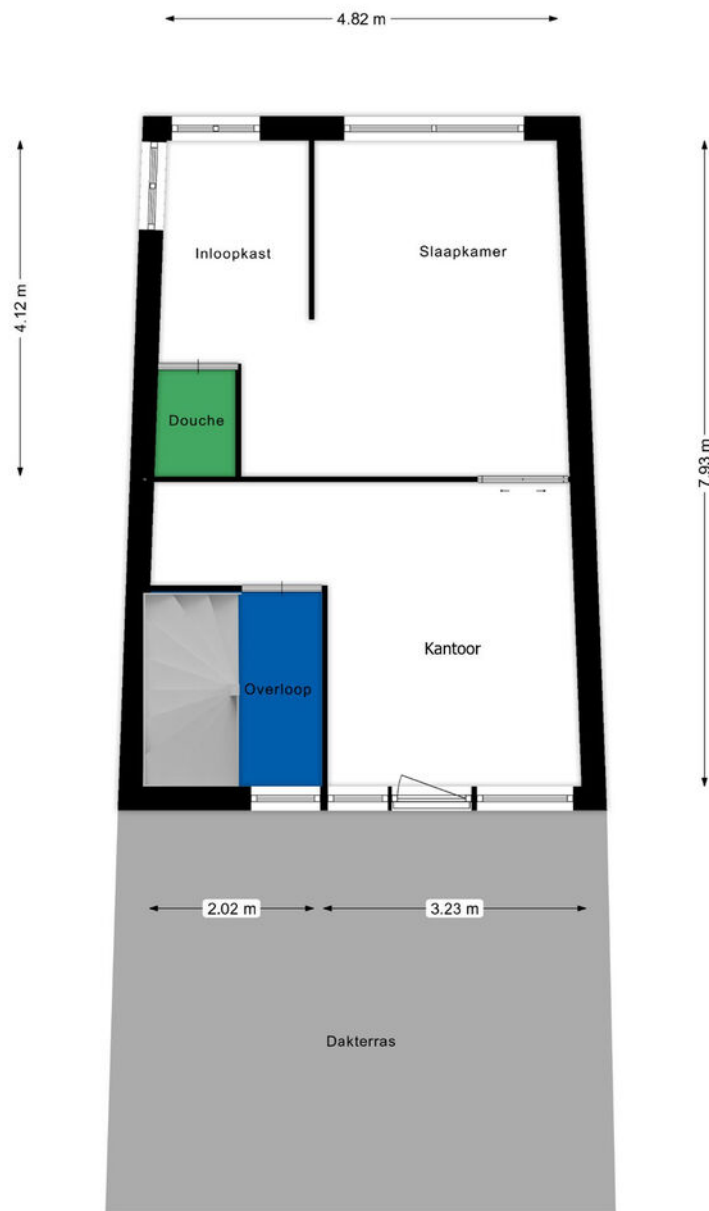 4.82 m
Inloopkast
Slaapkamer
4.12 m
Douche
7.93 m
Kantoor
Overloop
2.02 m
3.23 m
Dakterras